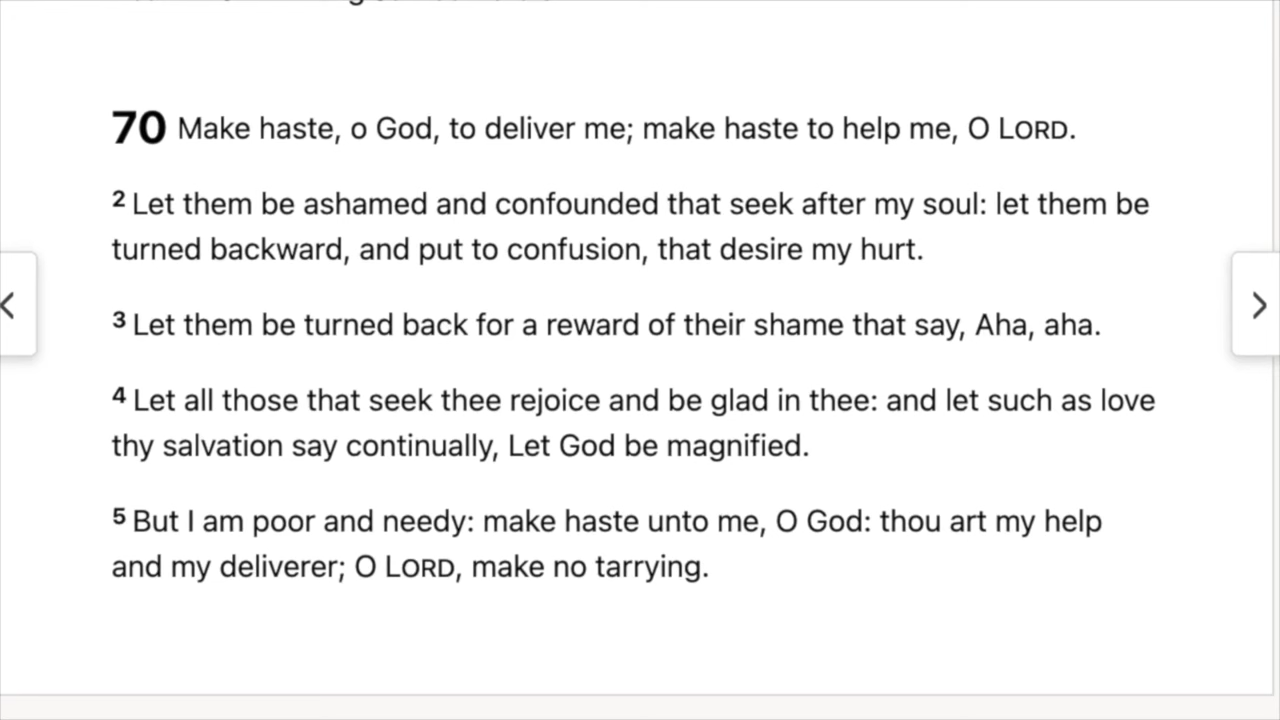 70 Make haste, o God, to deliver me; make haste to help me, O LORD.
2 Let them be ashamed and confounded that seek after my soul: let them be
turned backward, and put to confusion, that desire my hurt.
3 Let them be turned back for a reward of their shame that say, Aha, aha.
4 Let all those that seek thee rejoice and be glad in thee: and let such as love
thy salvation say continually, Let God be magnified.
5 But I am poor and needy: make haste unto me, O God: thou art my help
and my deliverer; O LORD, make no tarrying.